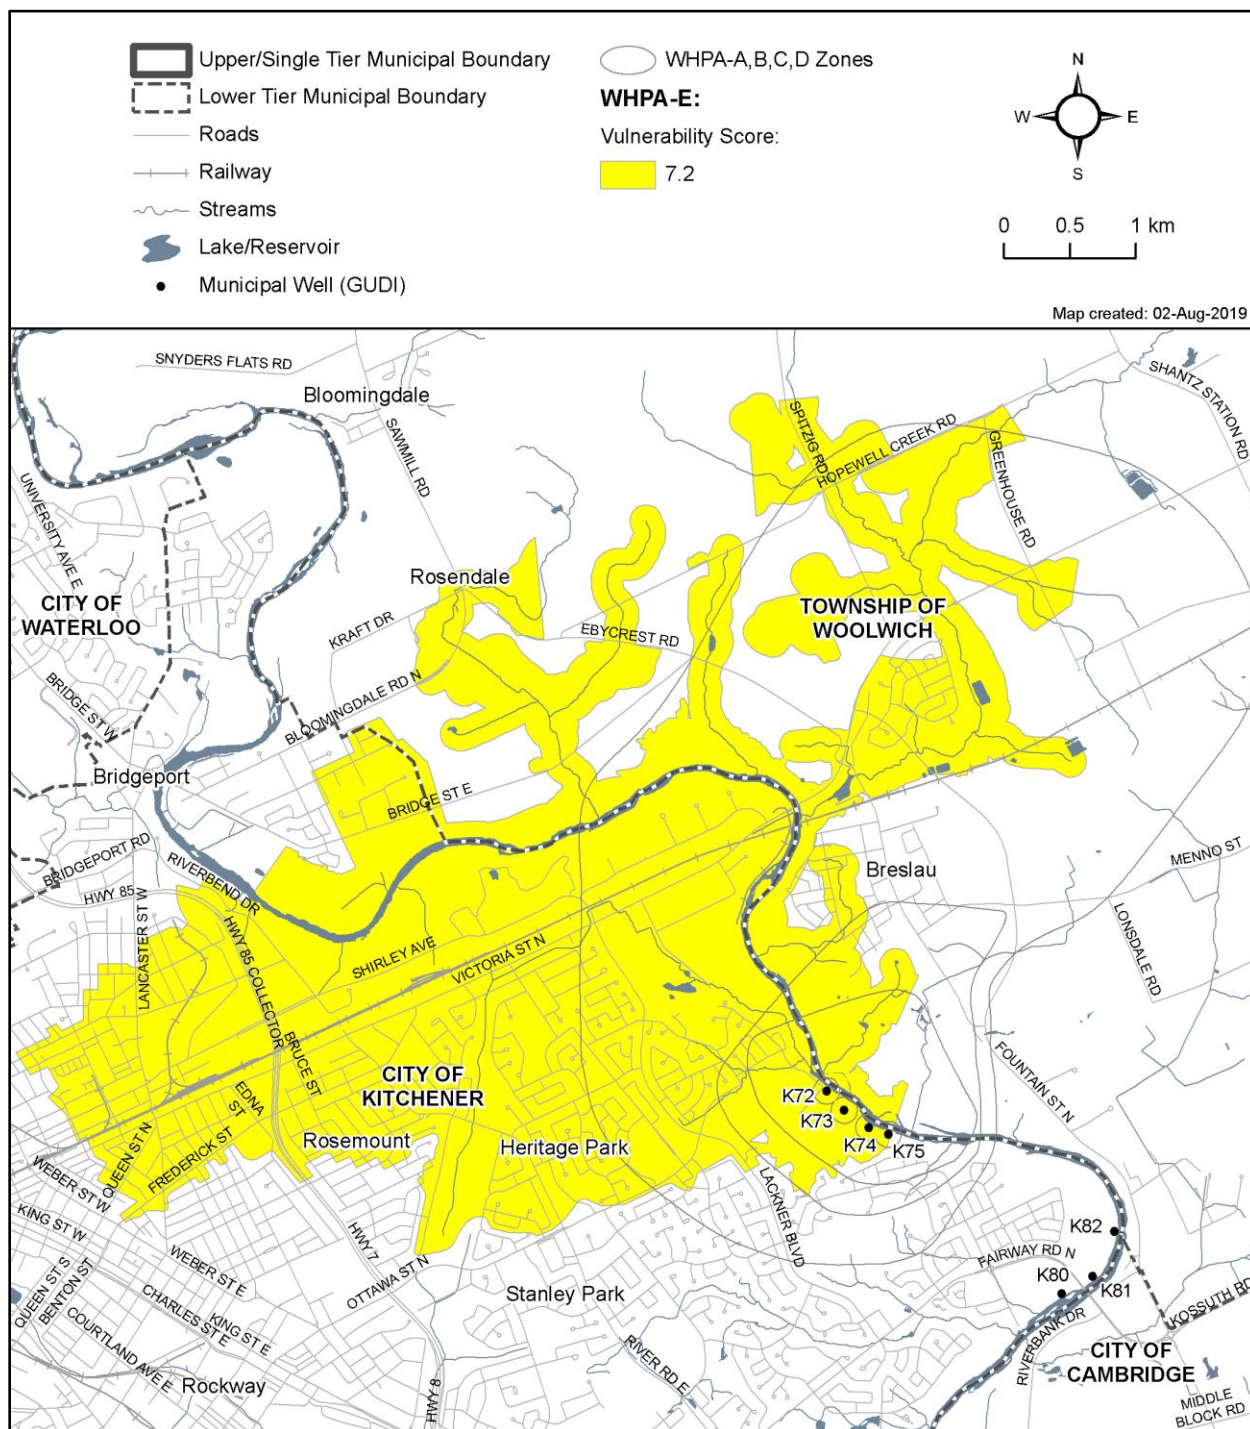 Upper/Single Tier Municipal Boundary
Lower Tier Municipal Boundary
Roads
Railway
Streams
Lake/Reservoir
Municipal Well (GUDI)
WHPA-A,B,C,D Zones
WHPA-E:
Vulnerability Score:
7.2
N
W
E
S
0 0.5 1 km
Map created: 02-Aug-2019
SNYDERS FLATS RD
Bloomingdale
SAWMILL RD
SPITZIG RD
HOPEWELL CREEK RD
GREENHOUSE RD
SHANTZ STATION RD
UNIVERSITY AVE E
CITY OF
WATERLOO
Rosendale
KRAFT DR
EBYCREST RD
TOWNSHIP OF
WOOLWICH
BRIDGE ST W
BLOOMINGDALE RD N
Bridgeport
BRIDGE ST E
BRIDGEPORT RD
RIVERBEND DR
HWY 85
LANCASTER ST W
HWY 85 COLLECTOR
SHIRLEY AVE
VICTORIA ST N
Breslau
MENNO ST
LONSDALE RD
FOUNTAIN ST N
BRUCE ST
EDNA
ST
CITY OF
KITCHENER
Rosemount
Heritage Park
K72
K73
K74
K75
QUEEN ST N
FREDERICK ST
WEBER ST W
KING ST W
QUEEN ST S
BENTON ST
WEBER ST E
CHARLES ST E
KING ST E
COURTLAND AVE E
HWY 7
OTTAWA ST N
LACKNER BLVD
FAIRWAY RD N
K82
K80
K81
Stanley Park
RIVER RD E
Rockway
HWY 8
RIVERBANK DR
KOSSUTH RD
CITY OF
CAMBRIDGE
MIDDLE
BLOCK RD